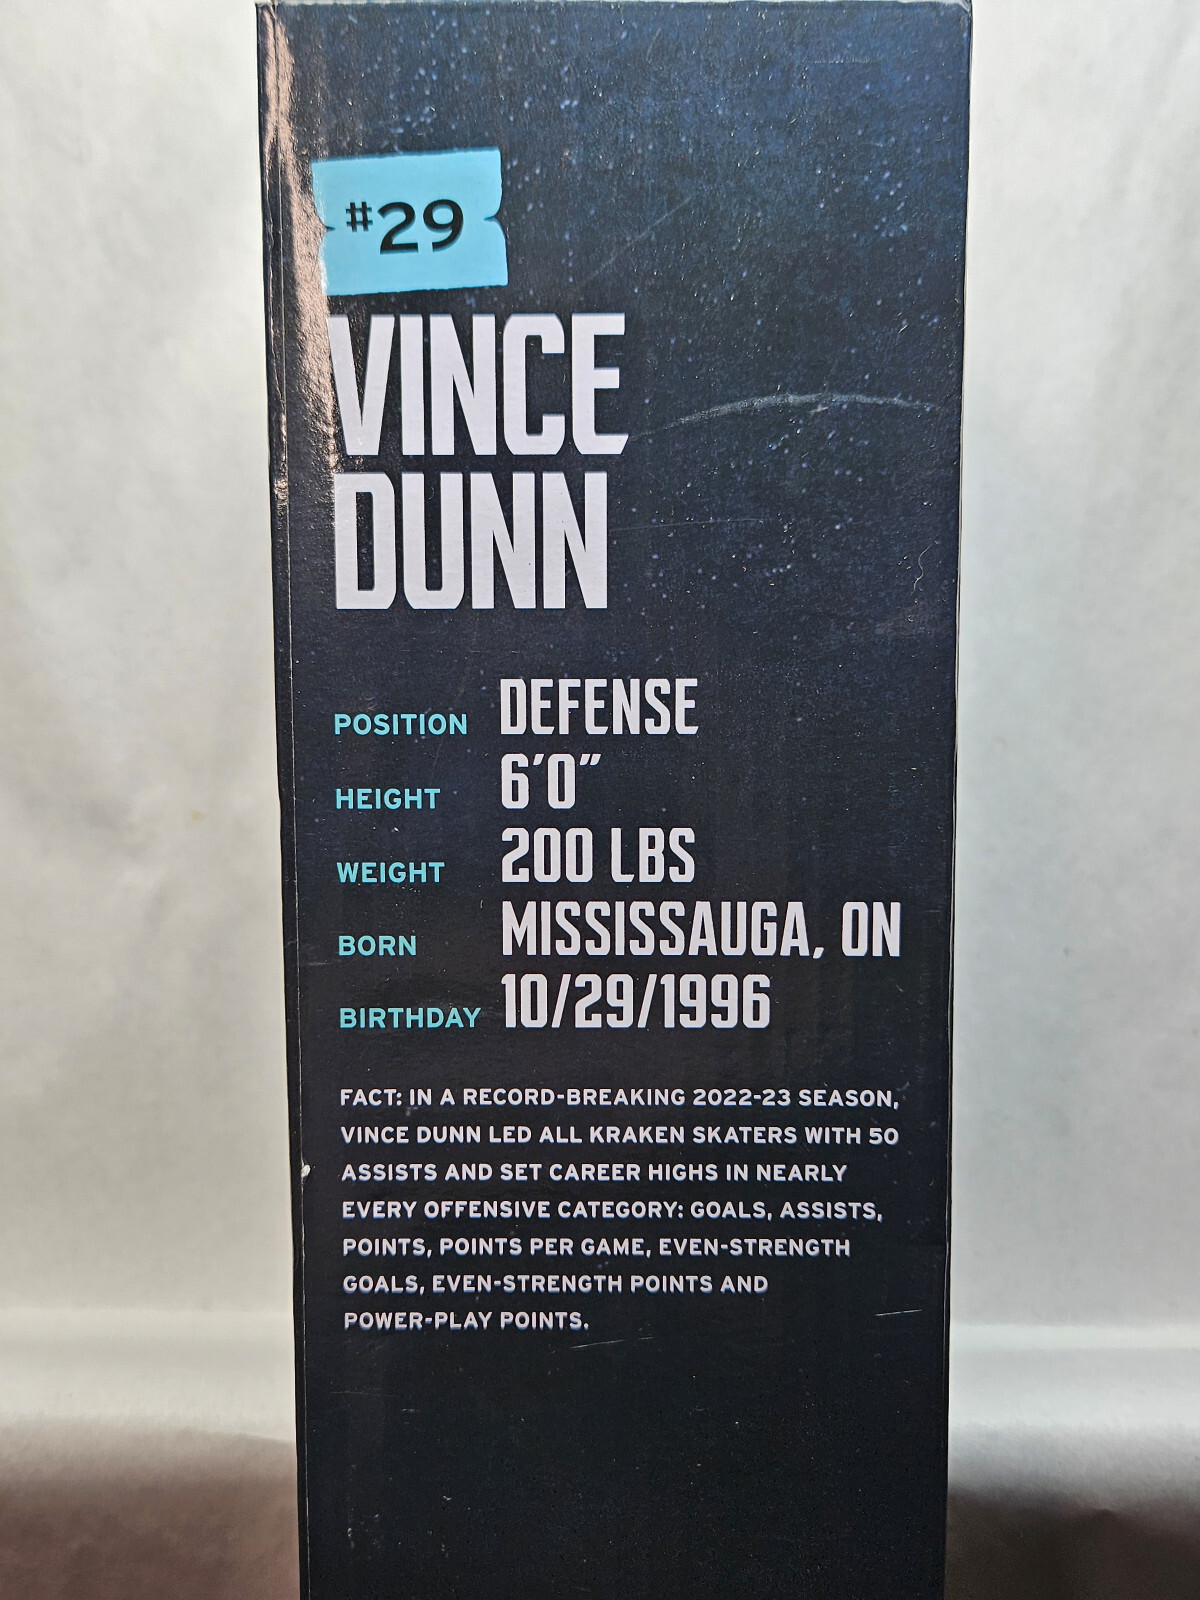 #29
VINCE
DUNN
POSITION DEFENSE
HEIGHT 6'0"
WEIGHT 200 LBS
BORN MISSISSAUGA, ON
BIRTHDAY 10/29/1996
FACT: IN A RECORD-BREAKING 2022-23 SEASON,
VINCE DUNN LED ALL KRAKEN SKATERS WITH 50
ASSISTS AND SET CAREER HIGHS IN NEARLY
EVERY OFFENSIVE CATEGORY: GOALS, ASSISTS,
POINTS, POINTS PER GAME, EVEN-STRENGTH
GOALS, EVEN-STRENGTH POINTS AND
POWER-PLAY POINTS.